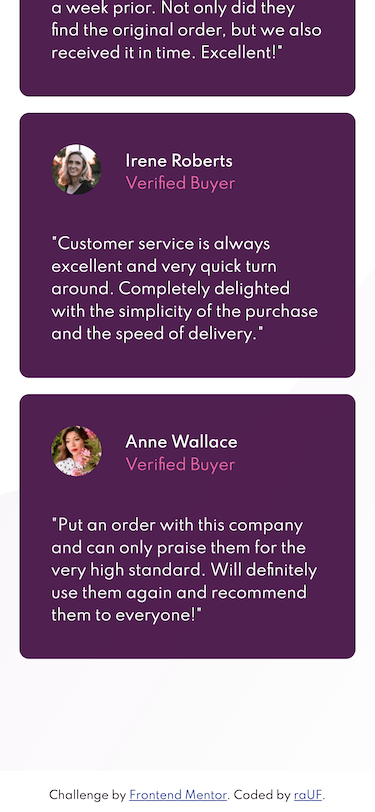 a week prior. Not only did they
find the original order, but we also
received it in time. Excellent!"
Irene Roberts
Verified Buyer
"Customer service is always
excellent and very quick turn
around. Completely delighted
with the simplicity of the purchase
and the speed of delivery."
Anne Wallace
Verified Buyer
"Put an order with this company
and can only praise them for the
very high standard. Will definitely
use them again and recommend
them to everyone!"
Challenge by Frontend Mentor. Coded by raUF.